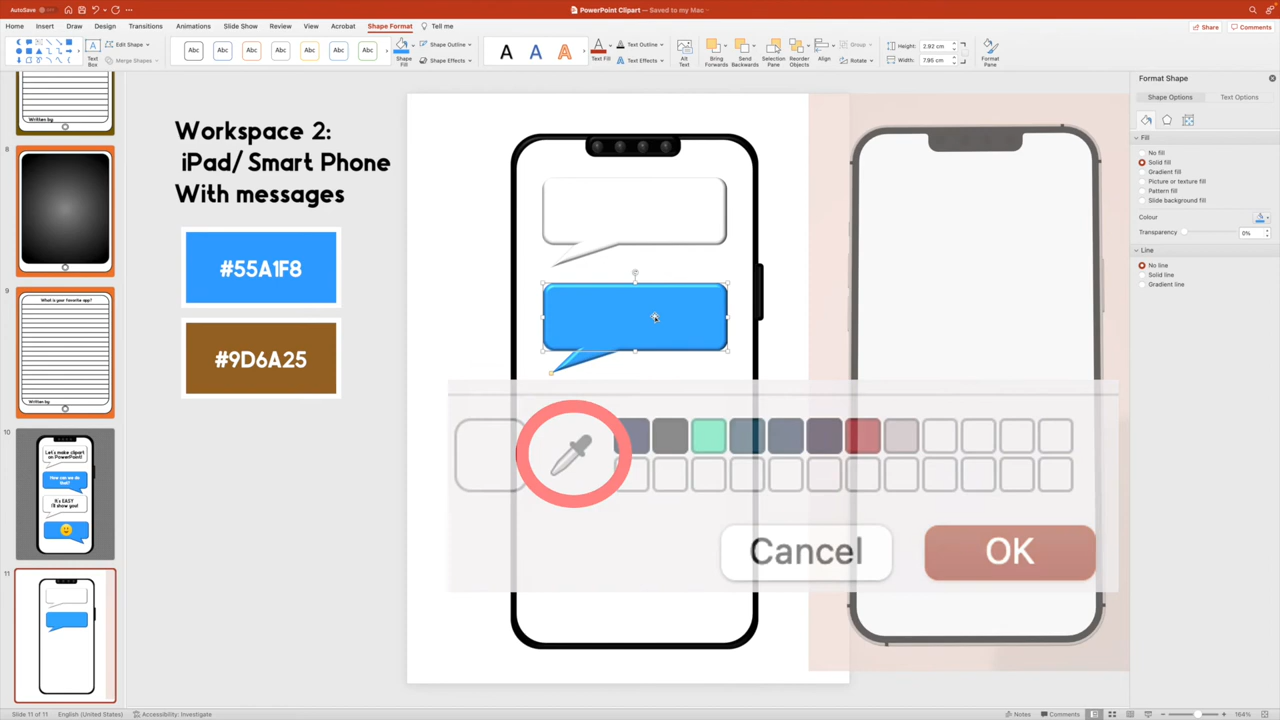 AutoSave
PowerPoint Clipart — Saved to my Mac
Home Insert Draw Design Transitions Animations Slide Show Review View Acrobat Shape Format Tell me
Share Comments
Edit Shape
Merge Shapes
Text Box
Abc Abc Abc Abc Abc Abc Abc
Shape Fill
Shape Outline
Shape Effects
A A A
Text Fill
Text Outline
Text Effects
Alt Text
Bring Forwards
Send Backwards
Selection Pane
Reorder Objects
Align
Group
Rotate
Height: 2.92 cm
Width: 7.95 cm
Format Pane
Written by
8
9
What is your favorite app?
Written by
10
Let's make clipart
on PowerPoint!
How can we do
that?
It's EASY
I'll show you!
11
Workspace 2:
iPad/ Smart Phone
With messages
#55A1F8
#9D6A25
Cancel
OK
Format Shape
Shape Options Text Options
Fill
No fill
Solid fill
Gradient fill
Picture or texture fill
Pattern fill
Slide background fill
Colour
Transparency 0%
Line
No line
Solid line
Gradient line
Slide 11 of 11 English (United States) Accessibility: Investigate
Notes Comments 164%